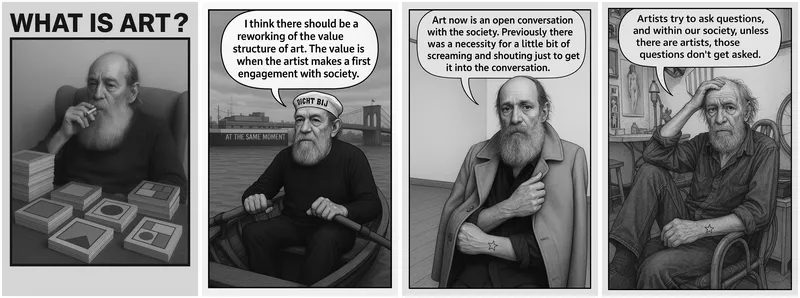 WHAT IS ART?
I think there should be a
reworking of the value
structure of art. The value is
when the artist makes a first
engagement with society.
DICHT BIJ
AT THE SAME MOMENT
Art now is an open conversation
with the society. Previously there
was a necessity for a little bit of
screaming and shouting just to get
it into the conversation.
Artists try to ask questions,
and within our society, unless
there are artists, those
questions don't get asked.